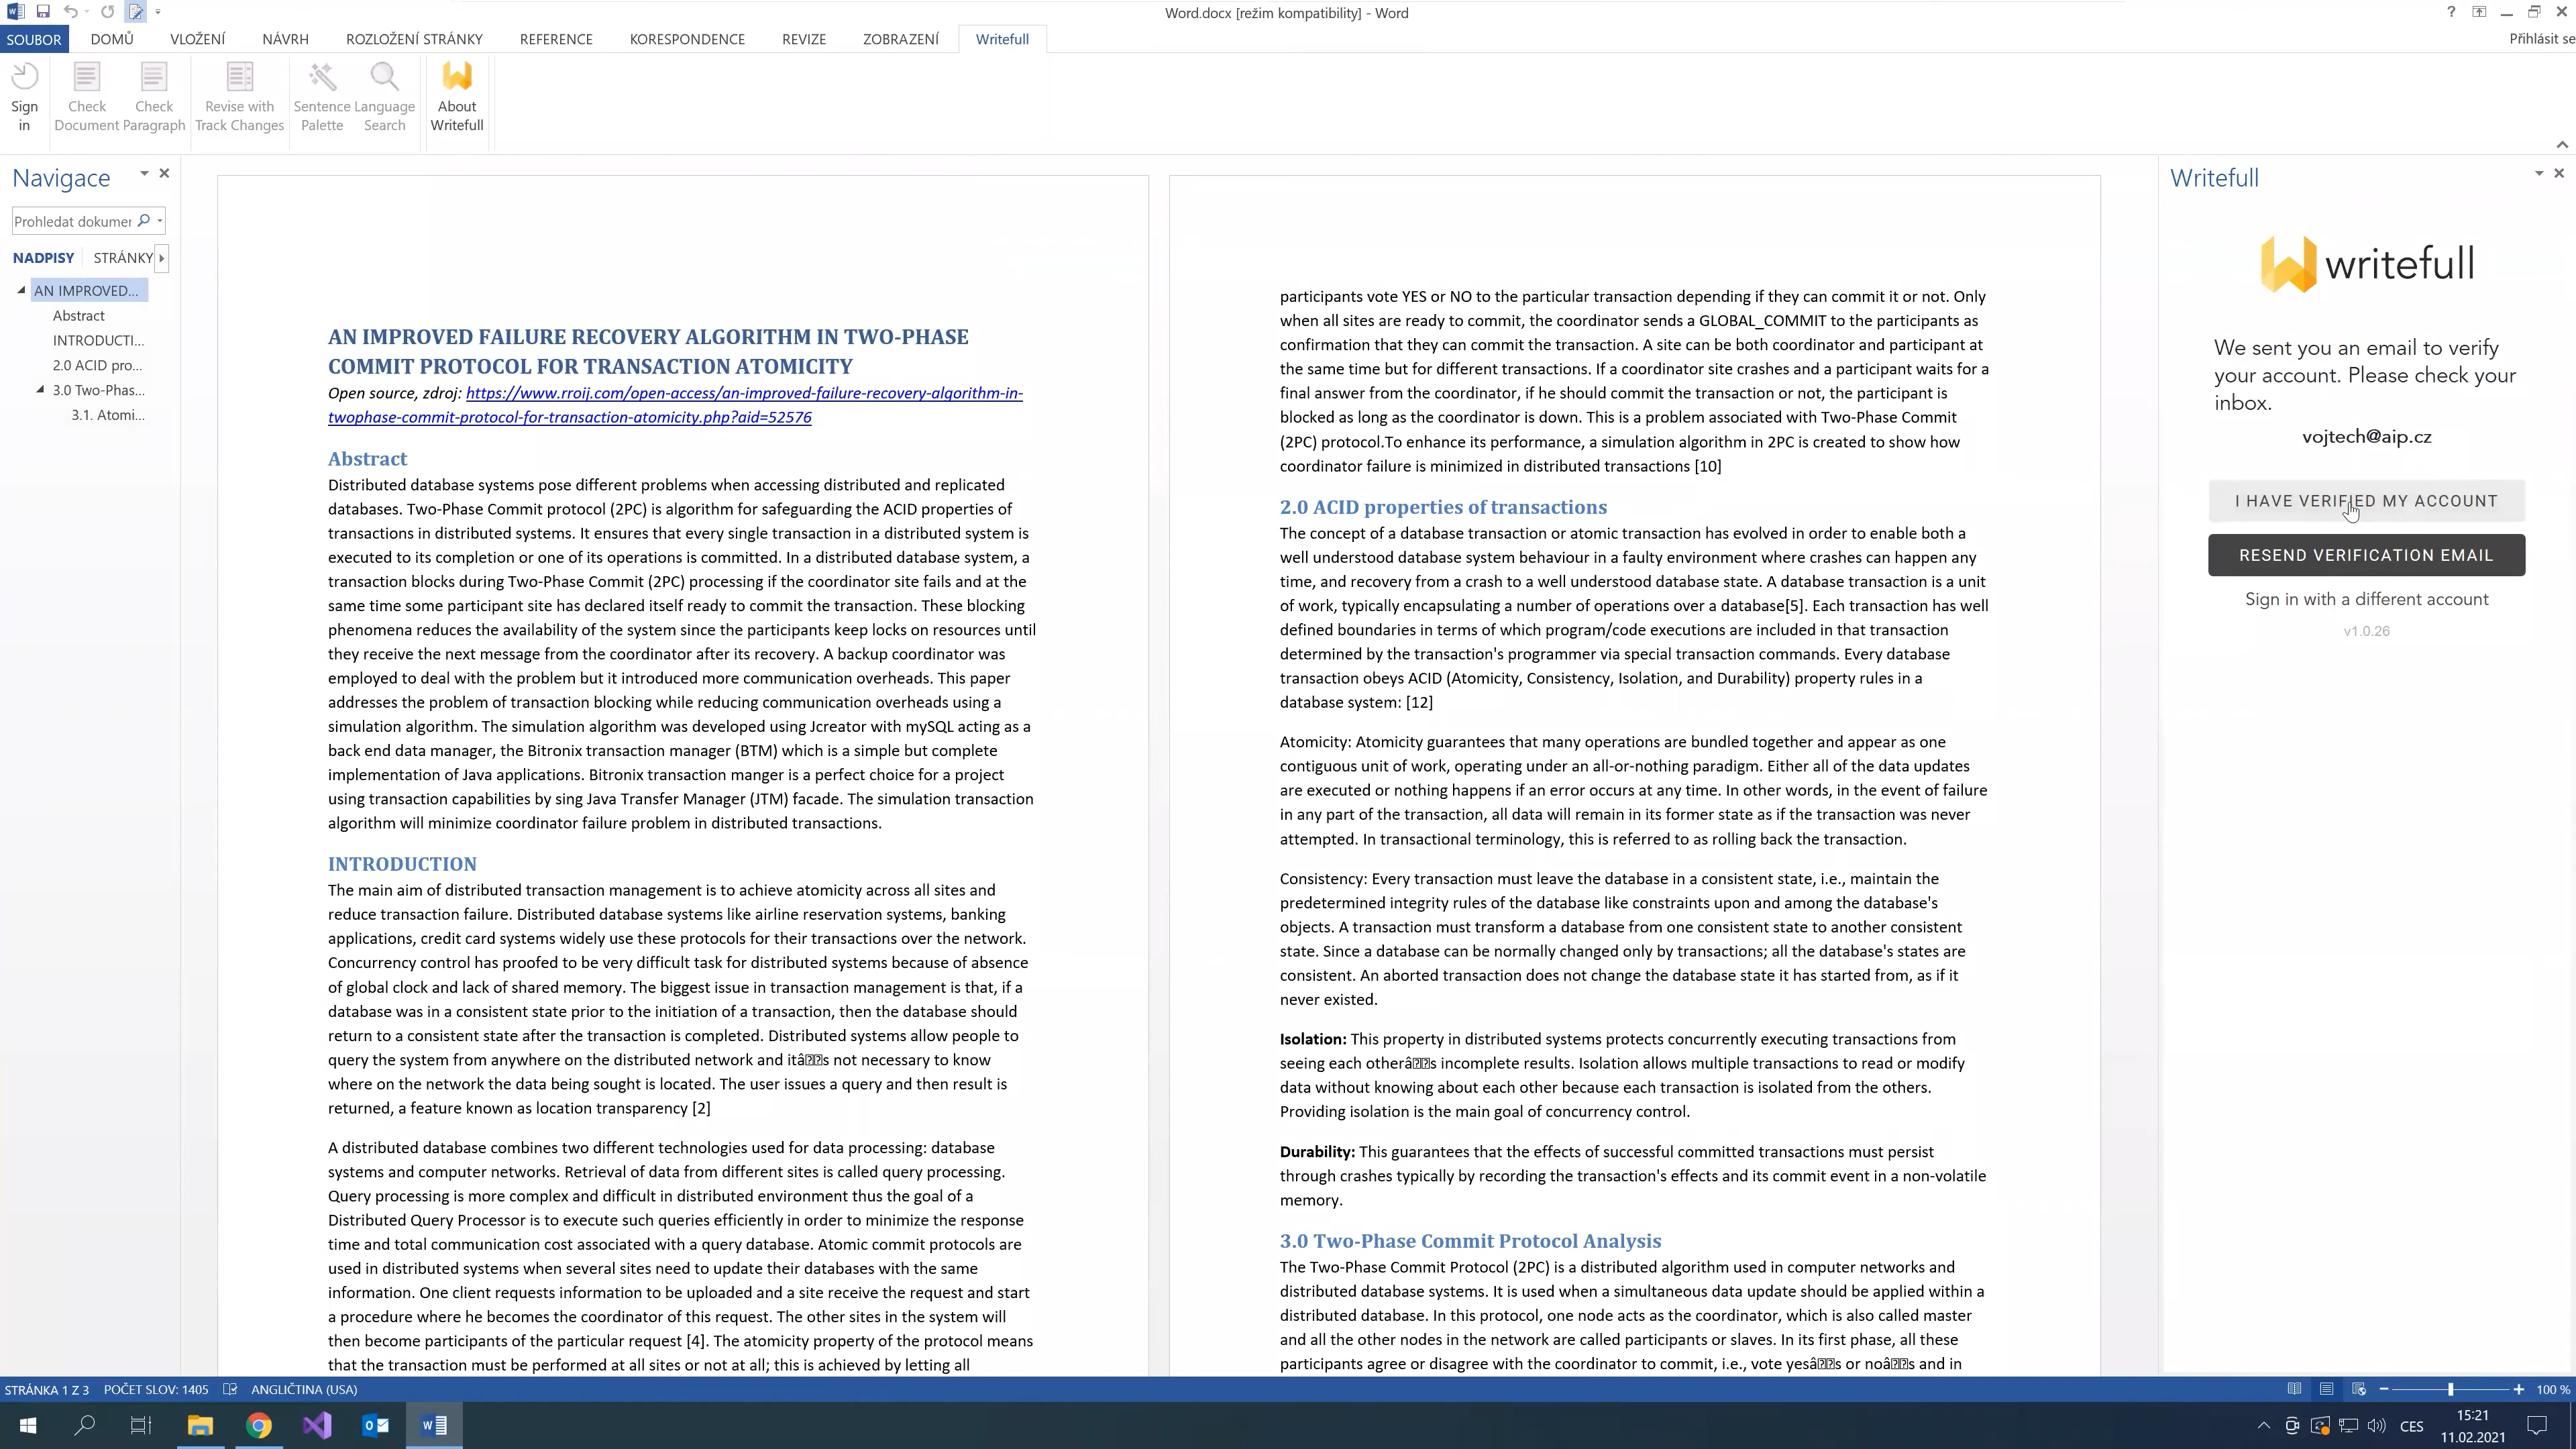 Word.docx [režim kompatibility] - Word
SOUBOR DOMŮ VLOŽENÍ NÁVRH ROZLOŽENÍ STRÁNKY REFERENCE KORESPONDENCE REVIZE ZOBRAZENÍ Writefull Přihlásit se
Sign in
Check Document
Check Paragraph
Revise with Track Changes
Sentence Palette
Language Search
About Writefull
Navigace
Prohledat dokumen
NADPISY STRÁNKY
AN IMPROVED...
Abstract
INTRODUCTI...
2.0 ACID pro...
3.0 Two-Phas...
3.1. Atomi...
AN IMPROVED FAILURE RECOVERY ALGORITHM IN TWO-PHASE
COMMIT PROTOCOL FOR TRANSACTION ATOMICITY
Open source, zdroj: https://www.rroij.com/open-access/an-improved-failure-recovery-algorithm-in-
twophase-commit-protocol-for-transaction-atomicity.php?aid=52576
Abstract
Distributed database systems pose different problems when accessing distributed and replicated
databases. Two-Phase Commit protocol (2PC) is algorithm for safeguarding the ACID properties of
transactions in distributed systems. It ensures that every single transaction in a distributed system is
executed to its completion or one of its operations is committed. In a distributed database system, a
transaction blocks during Two-Phase Commit (2PC) processing if the coordinator site fails and at the
same time some participant site has declared itself ready to commit the transaction. These blocking
phenomena reduces the availability of the system since the participants keep locks on resources until
they receive the next message from the coordinator after its recovery. A backup coordinator was
employed to deal with the problem but it introduced more communication overheads. This paper
addresses the problem of transaction blocking while reducing communication overheads using a
simulation algorithm. The simulation algorithm was developed using Jcreator with mySQL acting as a
back end data manager, the Bitronix transaction manager (BTM) which is a simple but complete
implementation of Java applications. Bitronix transaction manger is a perfect choice for a project
using transaction capabilities by sing Java Transfer Manager (JTM) facade. The simulation transaction
algorithm will minimize coordinator failure problem in distributed transactions.
INTRODUCTION
The main aim of distributed transaction management is to achieve atomicity across all sites and
reduce transaction failure. Distributed database systems like airline reservation systems, banking
applications, credit card systems widely use these protocols for their transactions over the network.
Concurrency control has proofed to be very difficult task for distributed systems because of absence
of global clock and lack of shared memory. The biggest issue in transaction management is that, if a
database was in a consistent state prior to the initiation of a transaction, then the database should
return to a consistent state after the transaction is completed. Distributed systems allow people to
query the system from anywhere on the distributed network and itâ��s not necessary to know
where on the network the data being sought is located. The user issues a query and then result is
returned, a feature known as location transparency [2]
A distributed database combines two different technologies used for data processing: database
systems and computer networks. Retrieval of data from different sites is called query processing.
Query processing is more complex and difficult in distributed environment thus the goal of a
Distributed Query Processor is to execute such queries efficiently in order to minimize the response
time and total communication cost associated with a query database. Atomic commit protocols are
used in distributed systems when several sites need to update their databases with the same
information. One client requests information to be uploaded and a site receive the request and start
a procedure where he becomes the coordinator of this request. The other sites in the system will
then become participants of the particular request [4]. The atomicity property of the protocol means
that the transaction must be performed at all sites or not at all; this is achieved by letting all
participants vote YES or NO to the particular transaction depending if they can commit it or not. Only
when all sites are ready to commit, the coordinator sends a GLOBAL_COMMIT to the participants as
confirmation that they can commit the transaction. A site can be both coordinator and participant at
the same time but for different transactions. If a coordinator site crashes and a participant waits for a
final answer from the coordinator, if he should commit the transaction or not, the participant is
blocked as long as the coordinator is down. This is a problem associated with Two-Phase Commit
(2PC) protocol.To enhance its performance, a simulation algorithm in 2PC is created to show how
coordinator failure is minimized in distributed transactions [10]
2.0 ACID properties of transactions
The concept of a database transaction or atomic transaction has evolved in order to enable both a
well understood database system behaviour in a faulty environment where crashes can happen any
time, and recovery from a crash to a well understood database state. A database transaction is a unit
of work, typically encapsulating a number of operations over a database[5]. Each transaction has well
defined boundaries in terms of which program/code executions are included in that transaction
determined by the transaction's programmer via special transaction commands. Every database
transaction obeys ACID (Atomicity, Consistency, Isolation, and Durability) property rules in a
database system: [12]
Atomicity: Atomicity guarantees that many operations are bundled together and appear as one
contiguous unit of work, operating under an all-or-nothing paradigm. Either all of the data updates
are executed or nothing happens if an error occurs at any time. In other words, in the event of failure
in any part of the transaction, all data will remain in its former state as if the transaction was never
attempted. In transactional terminology, this is referred to as rolling back the transaction.
Consistency: Every transaction must leave the database in a consistent state, i.e., maintain the
predetermined integrity rules of the database like constraints upon and among the database's
objects. A transaction must transform a database from one consistent state to another consistent
state. Since a database can be normally changed only by transactions; all the database's states are
consistent. An aborted transaction does not change the database state it has started from, as if it
never existed.
Isolation: This property in distributed systems protects concurrently executing transactions from
seeing each otherâ��s incomplete results. Isolation allows multiple transactions to read or modify
data without knowing about each other because each transaction is isolated from the others.
Providing isolation is the main goal of concurrency control.
Durability: This guarantees that the effects of successful committed transactions must persist
through crashes typically by recording the transaction's effects and its commit event in a non-volatile
memory.
3.0 Two-Phase Commit Protocol Analysis
The Two-Phase Commit Protocol (2PC) is a distributed algorithm used in computer networks and
distributed database systems. It is used when a simultaneous data update should be applied within a
distributed database. In this protocol, one node acts as the coordinator, which is also called master
and all the other nodes in the network are called participants or slaves. In its first phase, all these
participants agree or disagree with the coordinator to commit, i.e., vote yesâ��s or noâ��s and in
Writefull
writefull
We sent you an email to verify
your account. Please check your
inbox.
vojtech@aip.cz
I HAVE VERIFIED MY ACCOUNT
RESEND VERIFICATION EMAIL
Sign in with a different account
v1.0.26
STRÁNKA 1 Z 3 POČET SLOV: 1405 ANGLIČTINA (USA) 100 %
CES 15:21
11.02.2021